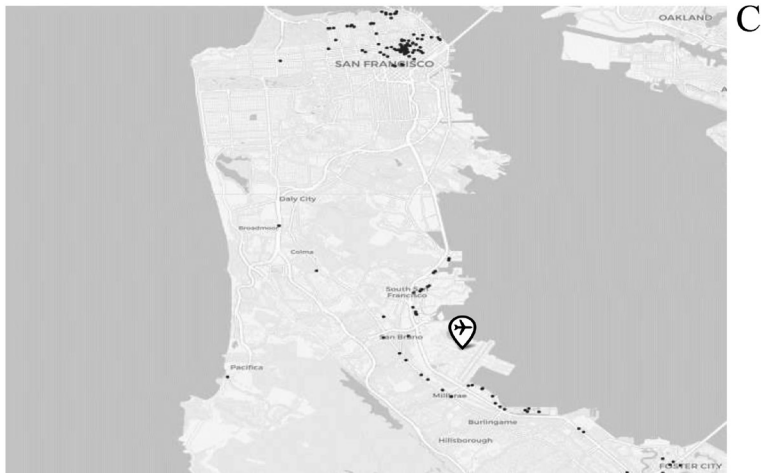 C
OAKLAND
SAN FRANCISCO
Daly City
Broadmoor
Colma
South San
Francisco
San Bruno
Pacifica
Millbrae
Burlingame
Hillsborough
FOSTER CITY